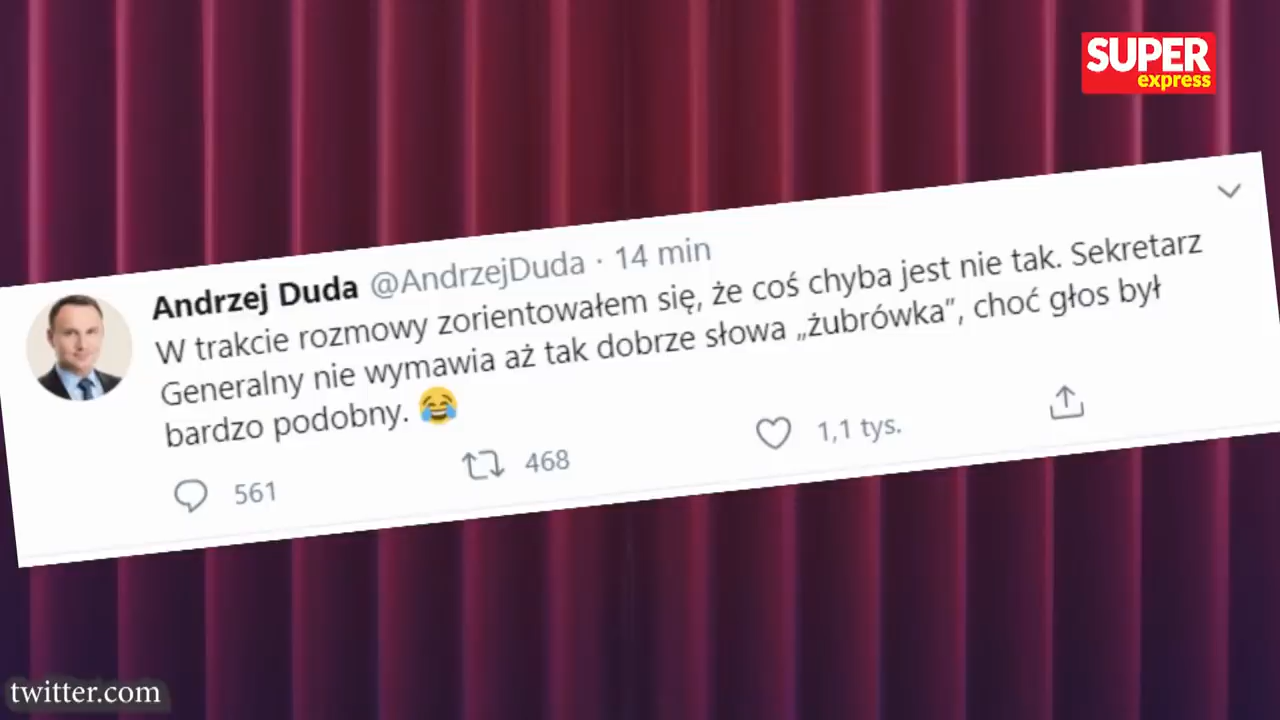 SUPER
express
Andrzej Duda @AndrzejDuda · 14 min
W trakcie rozmowy zorientowałem się, że coś chyba jest nie tak. Sekretarz
Generalny nie wymawia aż tak dobrze słowa „żubrówka”, choć głos był
bardzo podobny. 😂
561 468 1,1 tys.
twitter.com